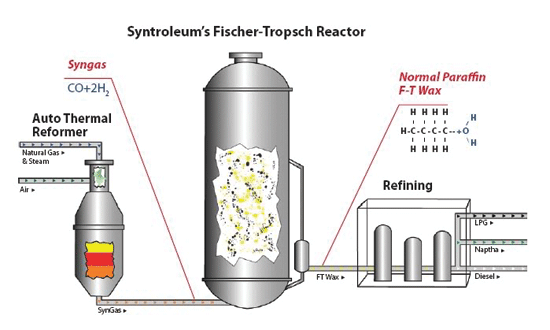 Syntroleum's Fischer-Tropsch Reactor
Syngas
CO+2H2
Auto Thermal
Reformer
Natural Gas ▸
& Steam
Air ▸
SynGas ▸
Normal Paraffin
F-T Wax
H H H H
H-C-C-C-C--+O
H H H H
H
H
Refining
FT Wax ▸
LPG ▸
Naptha ▸
Diesel ▸